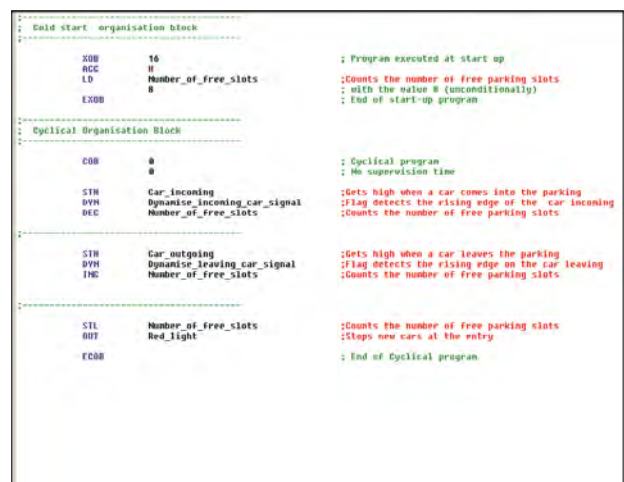 ;-----------------------------------------
; Cold start organisation block
;-----------------------------------------
XOB 16 ; Program executed at start up
ACC H
LD Number_of_free_slots ;Counts the number of free parking slots
8 ; with the value 8 (unconditionally)
EXOB ; End of start-up program
;-----------------------------------------
; Cyclical Organisation Block
;-----------------------------------------
COB 0 ; Cyclical program
0 ; No supervision time
STH Car_incoming ;Gets high when a car comes into the parking
DYN Dynamise_incoming_car_signal ;Flag detects the rising edge of the car incoming
DEC Number_of_free_slots ;Counts the number of free parking slots
;-----------------------------------------
STH Car_outgoing ;Gets high when a car leaves the parking
DYN Dynamise_leaving_car_signal ;Flag detects the rising edge on the car leaving
INC Number_of_free_slots ;Counts the number of free parking slots
;-----------------------------------------
STL Number_of_free_slots ;Counts the number of free parking slots
OUT Red_light ;Stops new cars at the entry
ECOB ; End of Cyclical program